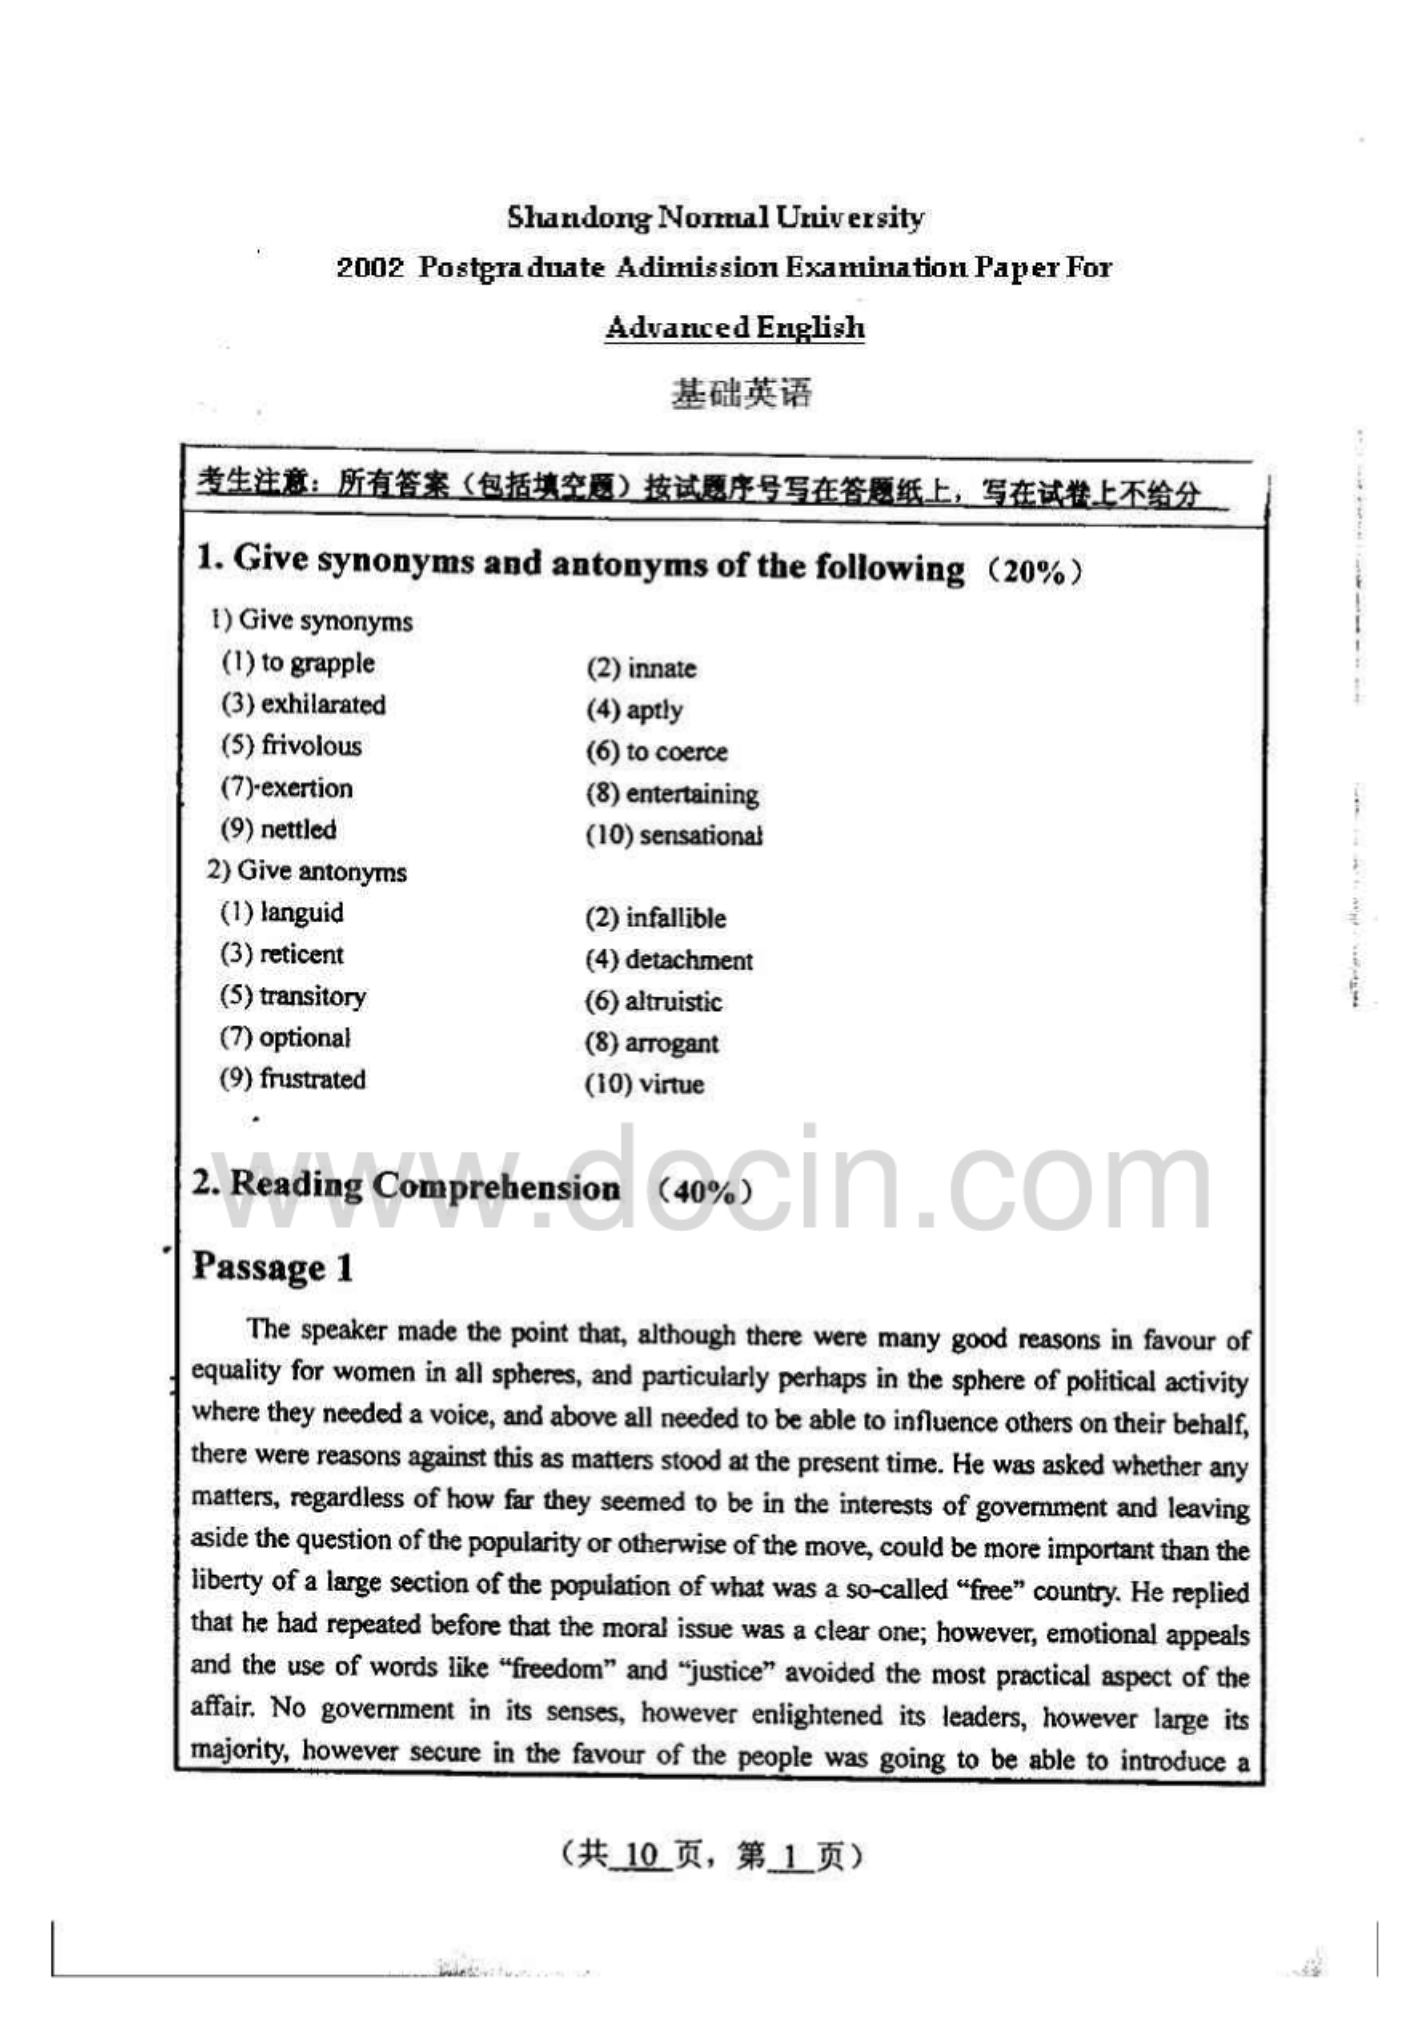 Shandong Normal University
2002 Postgraduate Adimission Examination Paper For
Advanced English
基础英语
考生注意：所有答案（包括填空题）按试题序号写在答题纸上，写在试卷上不给分
1. Give synonyms and antonyms of the following（20%）
1) Give synonyms
(1) to grapple (2) innate
(3) exhilarated (4) aptly
(5) frivolous (6) to coerce
(7)·exertion (8) entertaining
(9) nettled (10) sensational
2) Give antonyms
(1) languid (2) infallible
(3) reticent (4) detachment
(5) transitory (6) altruistic
(7) optional (8) arrogant
(9) frustrated (10) virtue
www.docin.com
2. Reading Comprehension （40%）
Passage 1
The speaker made the point that, although there were many good reasons in favour of
equality for women in all spheres, and particularly perhaps in the sphere of political activity
where they needed a voice, and above all needed to be able to influence others on their behalf,
there were reasons against this as matters stood at the present time. He was asked whether any
matters, regardless of how far they seemed to be in the interests of government and leaving
aside the question of the popularity or otherwise of the move, could be more important than the
liberty of a large section of the population of what was a so-called “free” country. He replied
that he had repeated before that the moral issue was a clear one; however, emotional appeals
and the use of words like “freedom” and “justice” avoided the most practical aspect of the
affair. No government in its senses, however enlightened its leaders, however large its
majority, however secure in the favour of the people was going to be able to introduce a
（共 10 页，第 1 页）